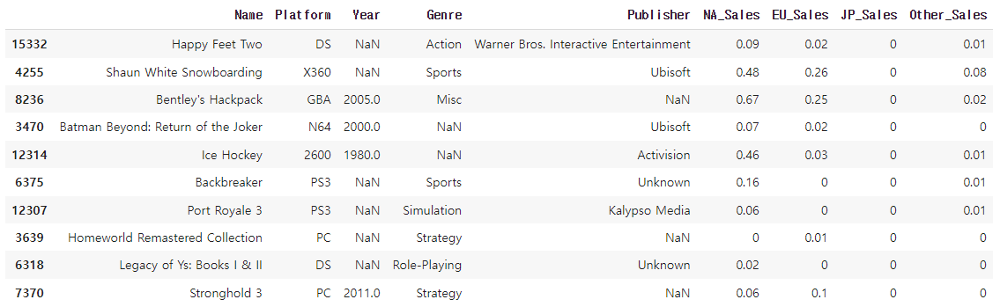 Name Platform Year Genre Publisher NA_Sales EU_Sales JP_Sales Other_Sales
15332 Happy Feet Two DS NaN Action Warner Bros. Interactive Entertainment 0.09 0.02 0 0.01
4255 Shaun White Snowboarding X360 NaN Sports Ubisoft 0.48 0.26 0 0.08
8236 Bentley's Hackpack GBA 2005.0 Misc NaN 0.67 0.25 0 0.02
3470 Batman Beyond: Return of the Joker N64 2000.0 NaN Ubisoft 0.07 0.02 0 0
12314 Ice Hockey 2600 1980.0 NaN Activision 0.46 0.03 0 0.01
6375 Backbreaker PS3 NaN Sports Unknown 0.16 0 0 0.01
12307 Port Royale 3 PS3 NaN Simulation Kalypso Media 0.06 0 0 0.01
3639 Homeworld Remastered Collection PC NaN Strategy NaN 0 0.01 0 0
6318 Legacy of Ys: Books I & II DS NaN Role-Playing Unknown 0.02 0 0 0
7370 Stronghold 3 PC 2011.0 Strategy NaN 0.06 0.1 0 0